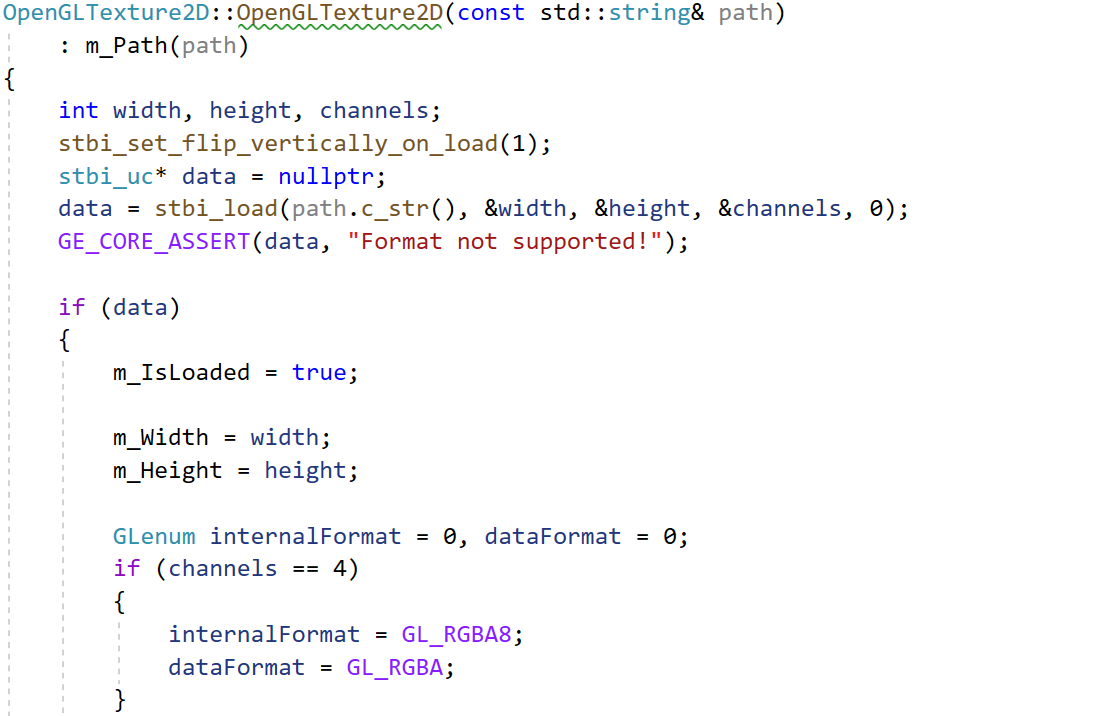 OpenGLTexture2D::OpenGLTexture2D(const std::string& path)
    : m_Path(path)
{
    int width, height, channels;
    stbi_set_flip_vertically_on_load(1);
    stbi_uc* data = nullptr;
    data = stbi_load(path.c_str(), &width, &height, &channels, 0);
    GE_CORE_ASSERT(data, "Format not supported!");

    if (data)
    {
        m_IsLoaded = true;

        m_Width = width;
        m_Height = height;

        GLenum internalFormat = 0, dataFormat = 0;
        if (channels == 4)
        {
            internalFormat = GL_RGBA8;
            dataFormat = GL_RGBA;
        }